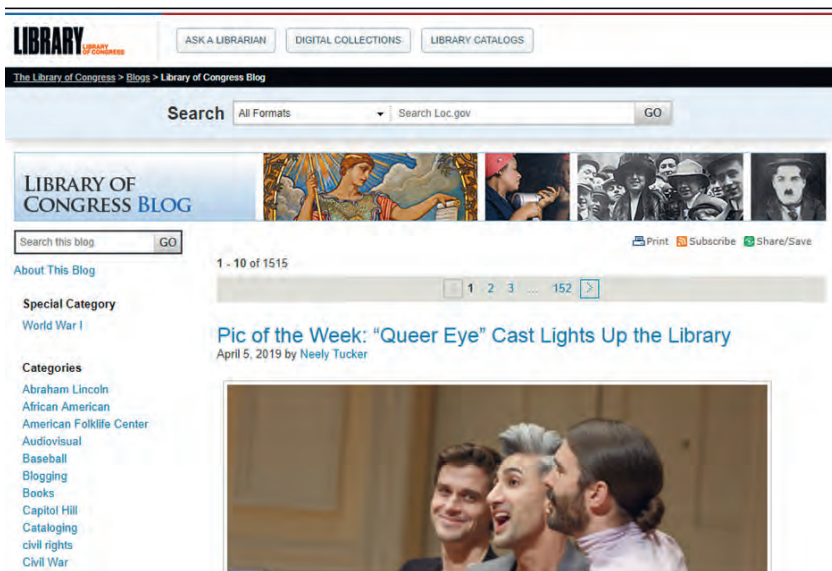 LIBRARY LIBRARY OF CONGRESS
ASK A LIBRARIAN DIGITAL COLLECTIONS LIBRARY CATALOGS
The Library of Congress > Blogs > Library of Congress Blog
Search All Formats Search Loc.gov GO
LIBRARY OF
CONGRESS BLOG
Search this blog GO
Print Subscribe Share/Save
About This Blog
1 - 10 of 1515
1 2 3 ... 152 >
Special Category
World War I
Pic of the Week: “Queer Eye” Cast Lights Up the Library
April 5, 2019 by Neely Tucker
Categories
Abraham Lincoln
African American
American Folklife Center
Audiovisual
Baseball
Blogging
Books
Capitol Hill
Cataloging
civil rights
Civil War